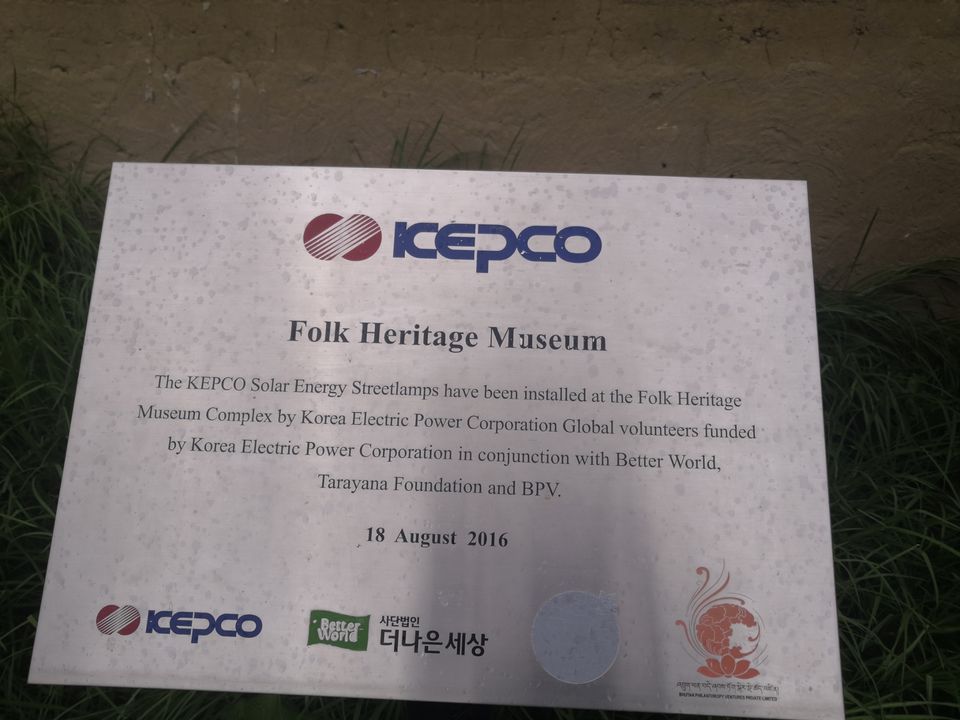 KEPCO
Folk Heritage Museum
The KEPCO Solar Energy Streetlamps have been installed at the Folk Heritage
Museum Complex by Korea Electric Power Corporation Global volunteers funded
by Korea Electric Power Corporation in conjunction with Better World,
Tarayana Foundation and BPV.
18 August 2016
KEPCO
Better World
사단법인
더나은세상
BHUTAN PHILANTHROPY VENTURES PRIVATE LIMITED